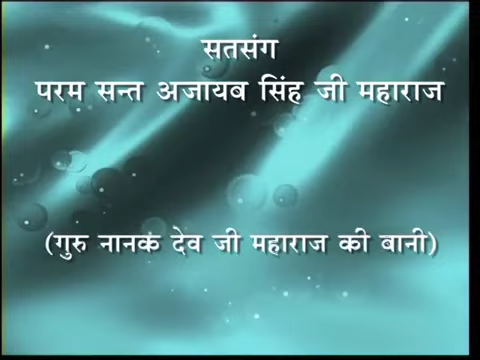 सतसंग
परम सन्त अजायब सिंह जी महाराज
(गुरु नानक देव जी महाराज की बानी)